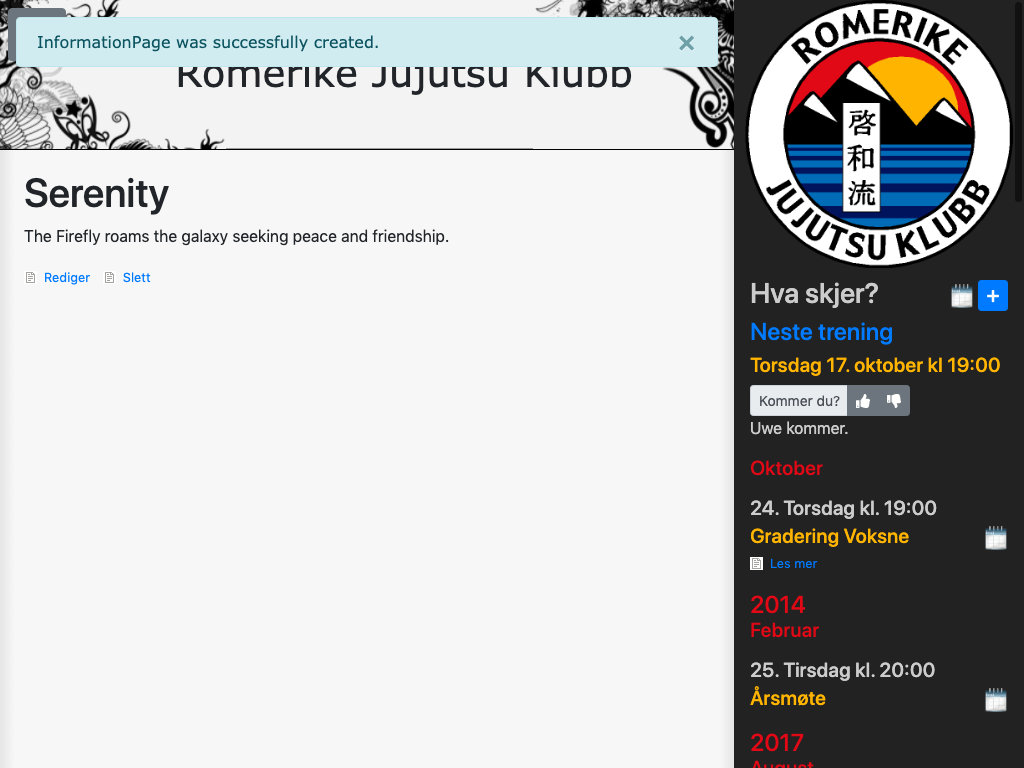 InformationPage was successfully created.
×
Romerike Jujutsu Klubb
Serenity
The Firefly roams the galaxy seeking peace and friendship.
Rediger Slett
ROMERIKE
啓和流
JUJUTSU KLUBB
Hva skjer?
+
Neste trening
Torsdag 17. oktober kl 19:00
Kommer du?
Uwe kommer.
Oktober
24. Torsdag kl. 19:00
Gradering Voksne
Les mer
2014
Februar
25. Tirsdag kl. 20:00
Årsmøte
2017
August